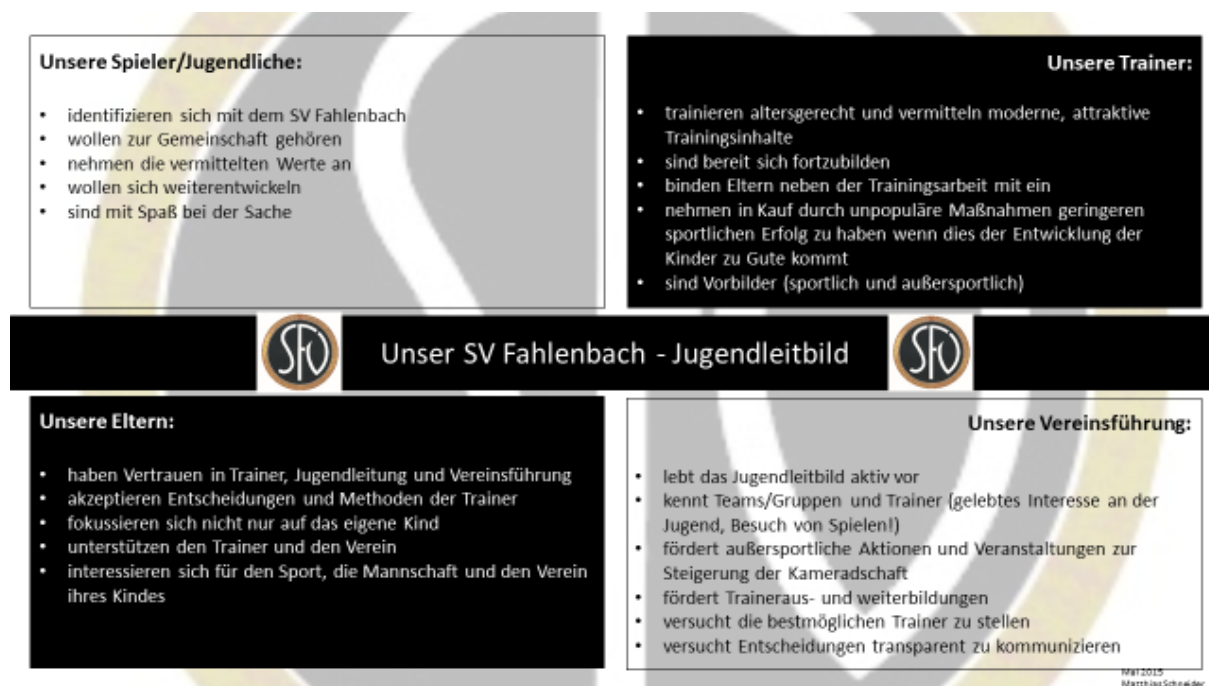 Unsere Spieler/Jugendliche:
• identifizieren sich mit dem SV Fahlenbach
• wollen zur Gemeinschaft gehören
• nehmen die vermittelten Werte an
• wollen sich weiterentwickeln
• sind mit Spaß bei der Sache
Unsere Trainer:
• trainieren altersgerecht und vermitteln moderne, attraktive
Trainingsinhalte
• sind bereit sich fortzubilden
• binden Eltern neben der Trainingsarbeit mit ein
• nehmen in Kauf durch unpopuläre Maßnahmen geringeren
sportlichen Erfolg zu haben wenn dies der Entwicklung der
Kinder zu Gute kommt
• sind Vorbilder (sportlich und außersportlich)
SFV
Unser SV Fahlenbach - Jugendleitbild
SFV
Unsere Eltern:
• haben Vertrauen in Trainer, Jugendleitung und Vereinsführung
• akzeptieren Entscheidungen und Methoden der Trainer
• fokussieren sich nicht nur auf das eigene Kind
• unterstützen den Trainer und den Verein
• interessieren sich für den Sport, die Mannschaft und den Verein
ihres Kindes
Unsere Vereinsführung:
• lebt das Jugendleitbild aktiv vor
• kennt Teams/Gruppen und Trainer (gelebtes Interesse an der
Jugend, Besuch von Spielen!)
• fördert außersportliche Aktionen und Veranstaltungen zur
Steigerung der Kameradschaft
• fördert Traineraus- und weiterbildungen
• versucht die bestmöglichen Trainer zu stellen
• versucht Entscheidungen transparent zu kommunizieren
Mai 2015
Matthias Schneider